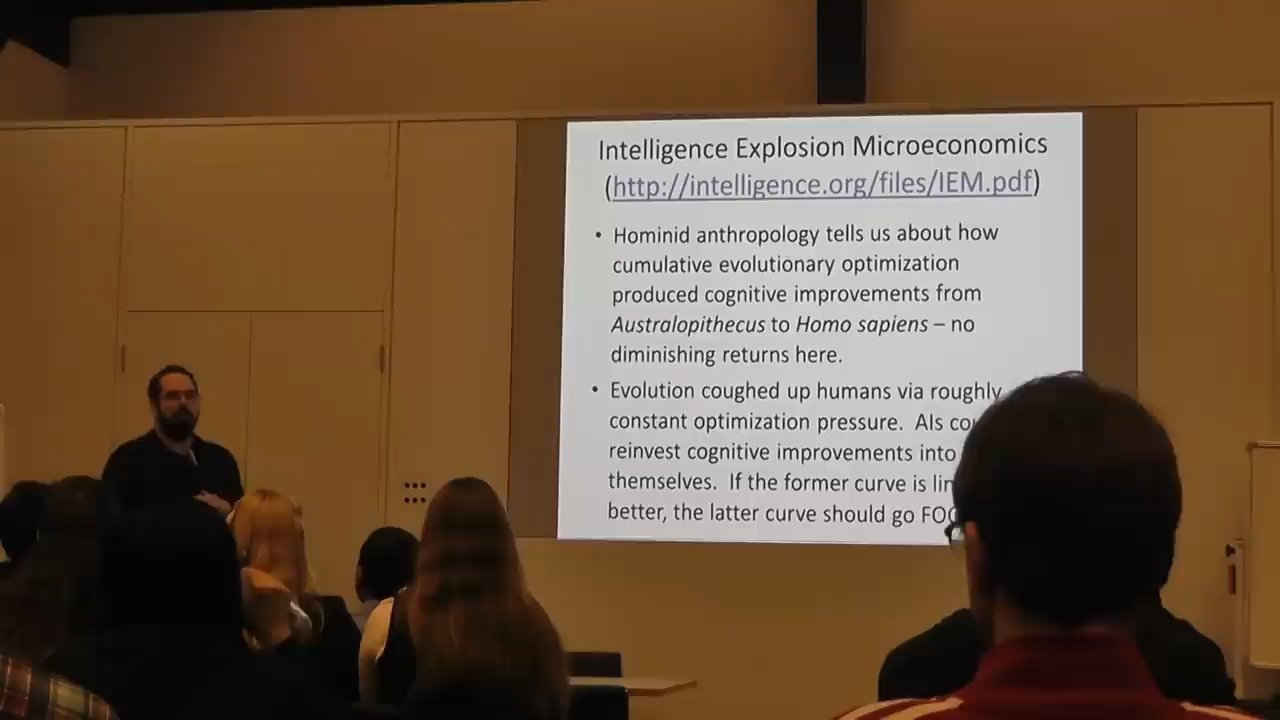 Intelligence Explosion Microeconomics
(http://intelligence.org/files/IEM.pdf)
• Hominid anthropology tells us about how
cumulative evolutionary optimization
produced cognitive improvements from
Australopithecus to Homo sapiens – no
diminishing returns here.
• Evolution coughed up humans via roughly
constant optimization pressure. AIs
reinvest cognitive improvements into
themselves. If the former curve is
better, the latter curve should go